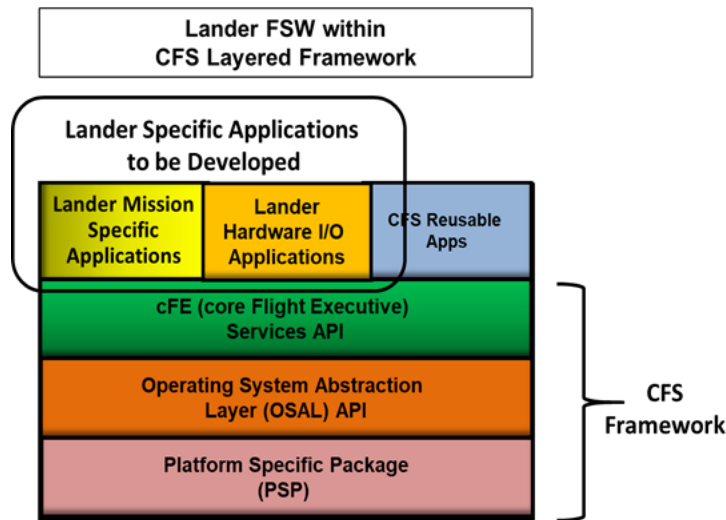 Lander FSW within
CFS Layered Framework
Lander Specific Applications
to be Developed
Lander Mission
Specific
Applications
Lander
Hardware I/O
Applications
CFS Reusable
Apps
cFE (core Flight Executive)
Services API
Operating System Abstraction
Layer (OSAL) API
Platform Specific Package
(PSP)
CFS
Framework